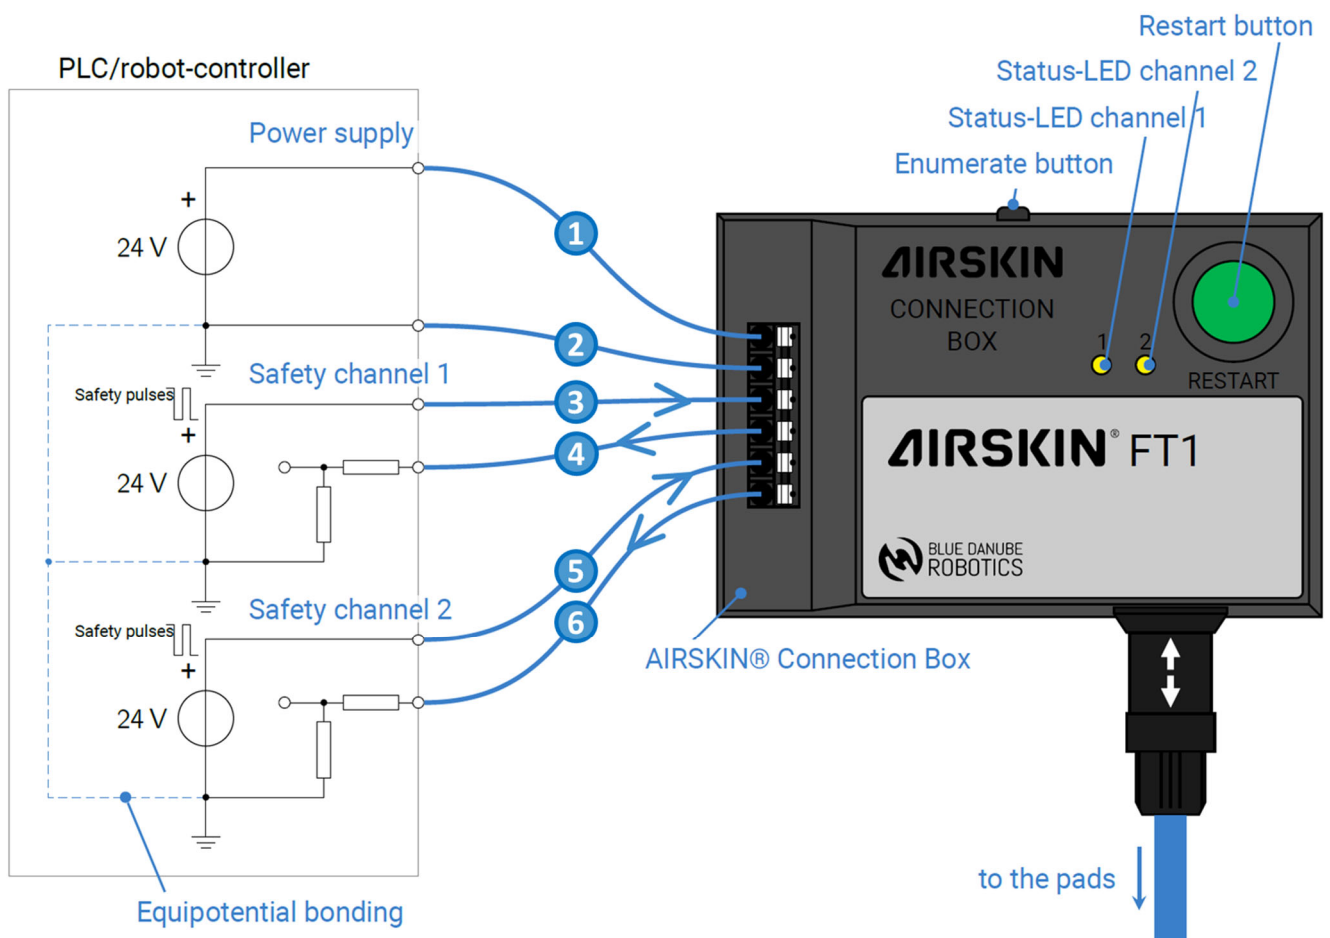 Restart button
Status-LED channel 2
Status-LED channel 1
Enumerate button
PLC/robot-controller
Power supply
+
24 V
1
2
Safety channel 1
Safety pulses
+
24 V
3
4
Safety channel 2
Safety pulses
+
24 V
5
6
Equipotential bonding
AIRSKIN
CONNECTION
BOX
1 2
RESTART
AIRSKIN® FT1
BLUE DANUBE
ROBOTICS
AIRSKIN® Connection Box
to the pads